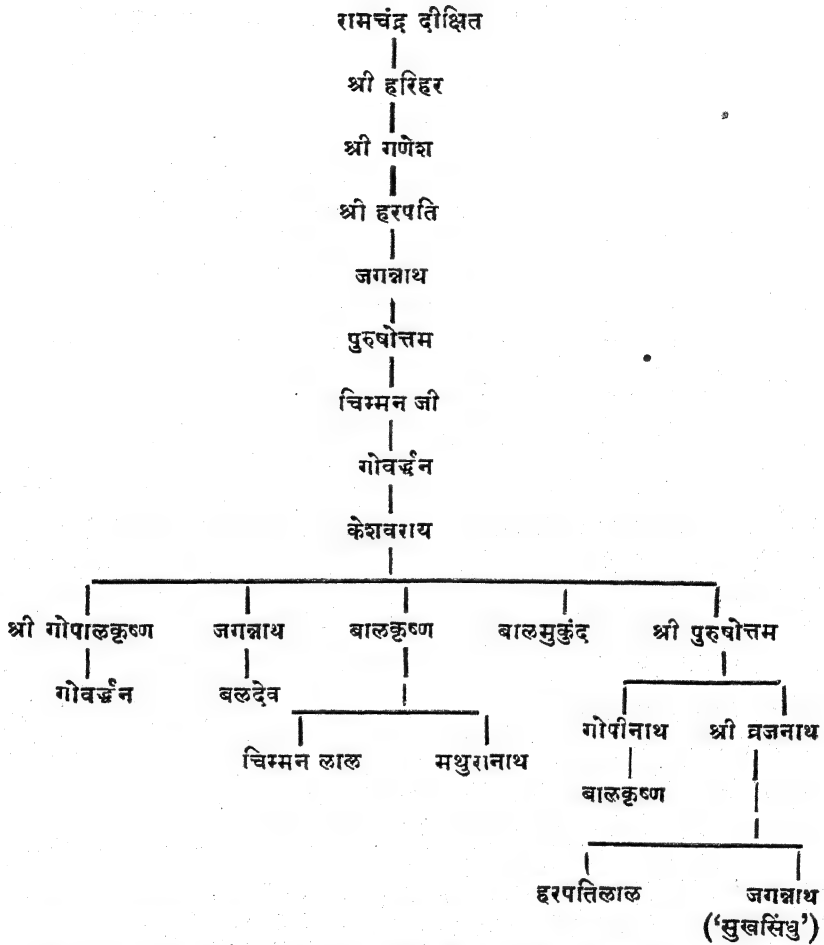 रामचंद्र दीक्षित
श्री हरिहर
श्री गणेश
श्री हरपति
जगन्नाथ
पुरुषोत्तम
चिम्मन जी
गोवर्द्धन
केशवराय
श्री गोपालकृष्ण जगन्नाथ बालकृष्ण बालमुकुंद श्री पुरुषोत्तम
गोवर्द्धन बलदेव
गोपीनाथ श्री व्रजनाथ
चिम्मन लाल मथुरानाथ
बालकृष्ण
हरपतिलाल जगन्नाथ
('सुखसिंधु')